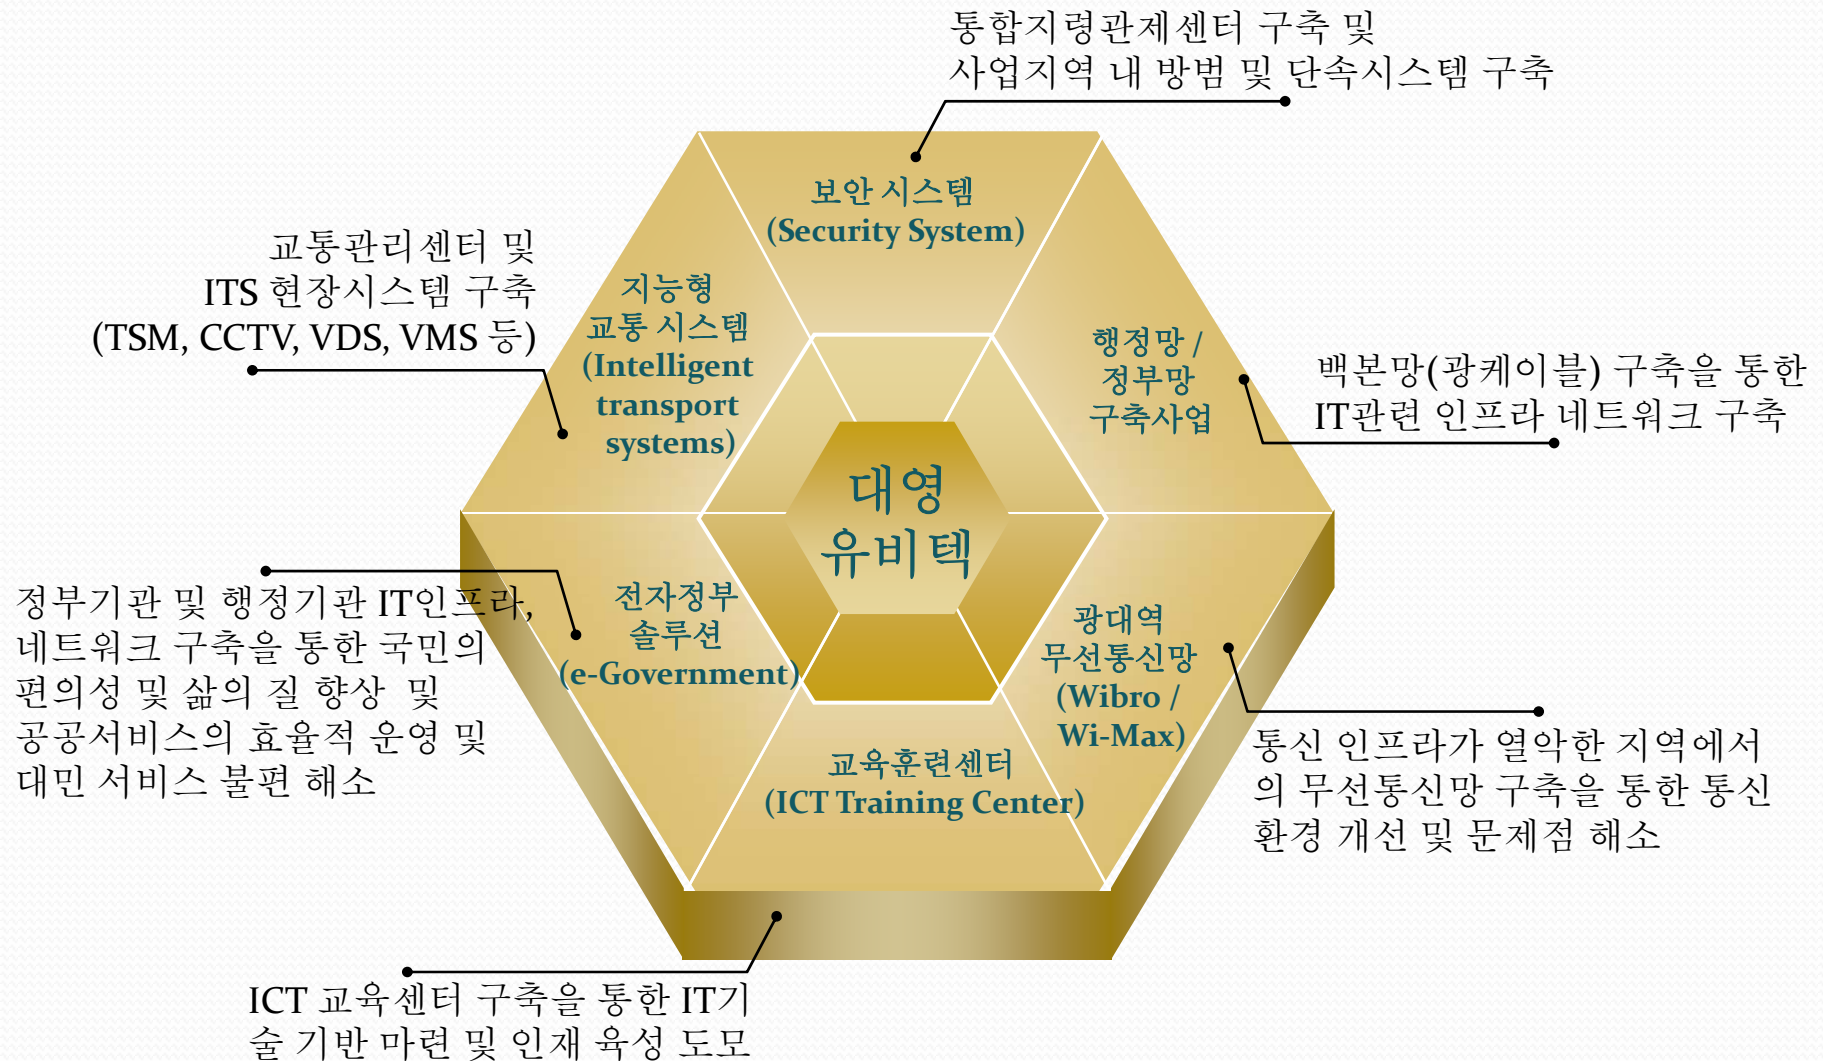 통합지령관제센터 구축 및
사업지역 내 방범 및 단속시스템 구축
보안 시스템
(Security System)
교통관리센터 및
ITS 현장시스템 구축
(TSM, CCTV, VDS, VMS 등)
지능형
교통 시스템
(Intelligent
transport
systems)
행정망 /
정부망
구축사업
백본망(광케이블) 구축을 통한
IT관련 인프라 네트워크 구축
대영
유비텍
정부기관 및 행정기관 IT인프라,
네트워크 구축을 통한 국민의
편의성 및 삶의 질 향상 및
공공서비스의 효율적 운영 및
대민 서비스 불편 해소
전자정부
솔루션
(e-Government)
광대역
무선통신망
(Wibro /
Wi-Max)
통신 인프라가 열악한 지역에서
의 무선통신망 구축을 통한 통신
환경 개선 및 문제점 해소
교육훈련센터
(ICT Training Center)
ICT 교육센터 구축을 통한 IT기
술 기반 마련 및 인재 육성 도모